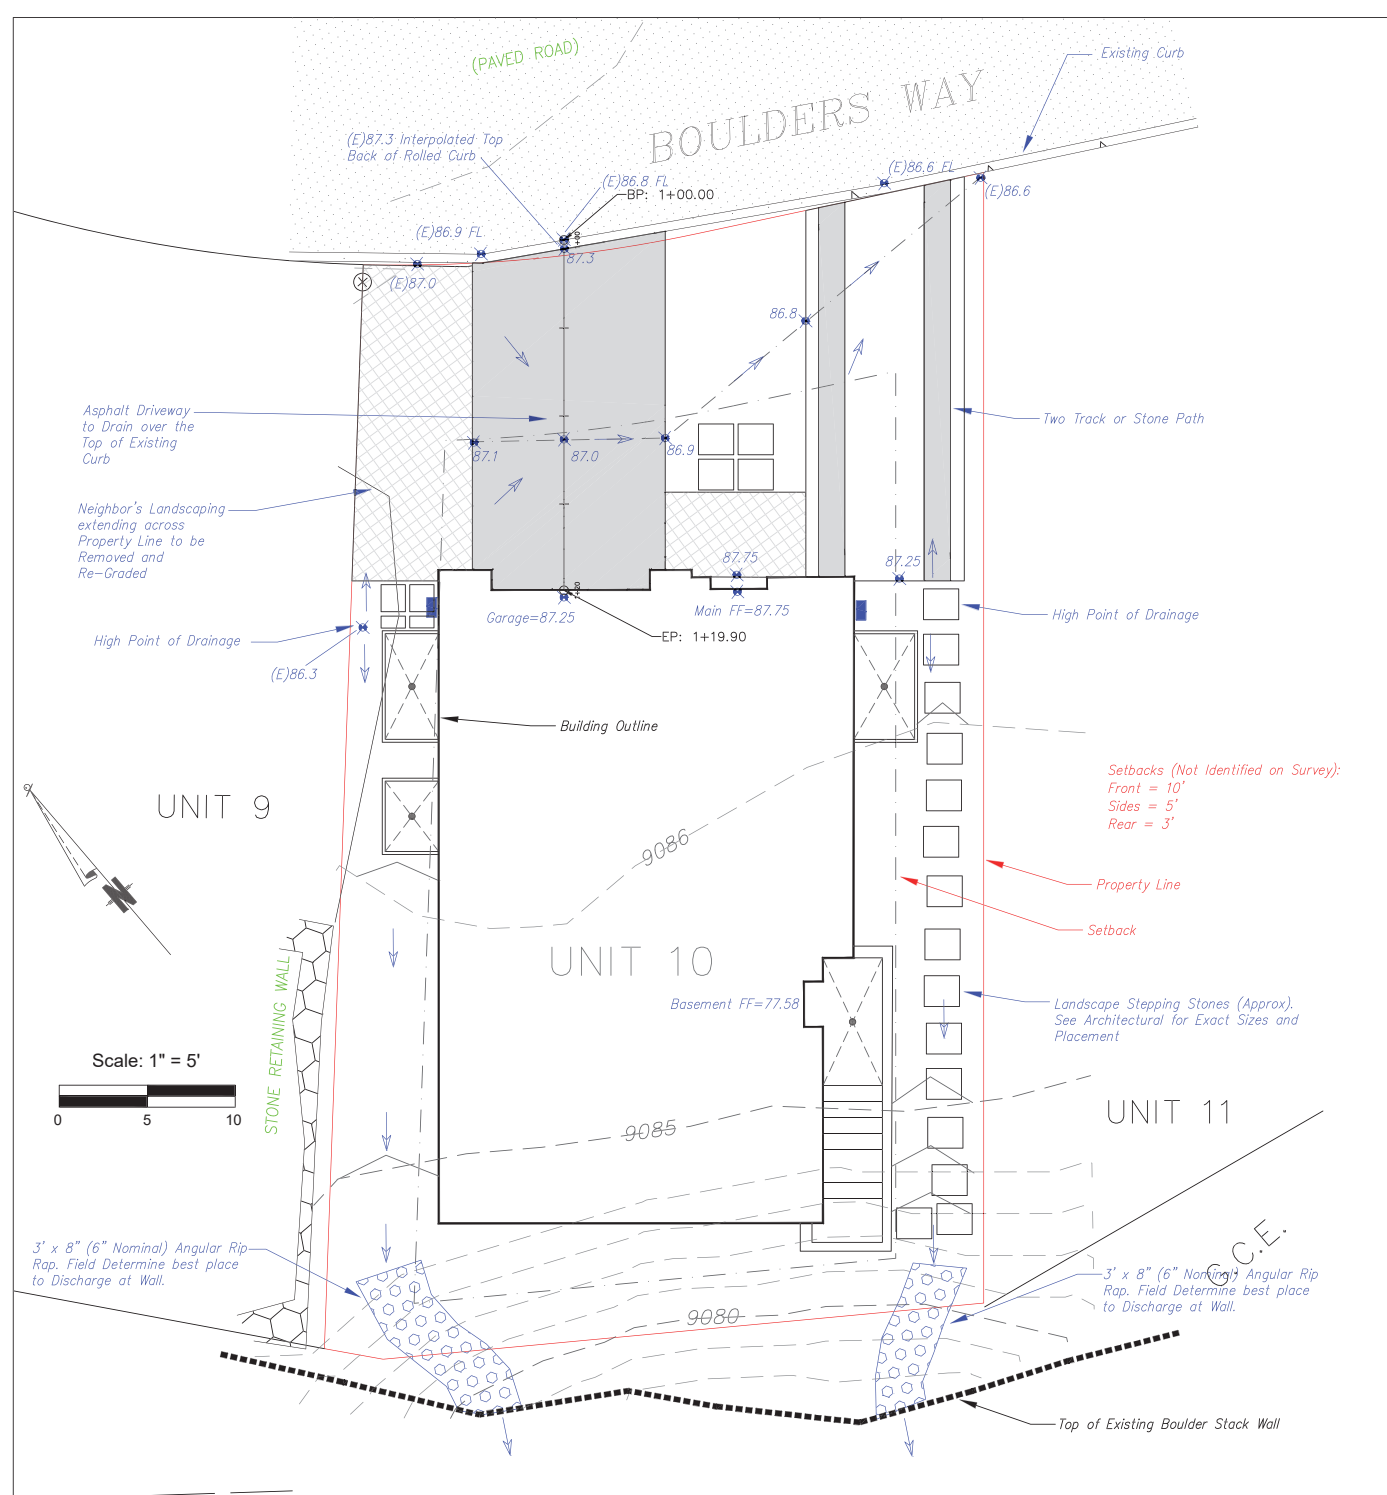 (PAVED ROAD)
Existing Curb
BOULDERS WAY
(E)87.3 Interpolated Top
Back of Rolled Curb
(E)86.8 FL
BP: 1+00.00
(E)86.6 FL
(E)86.6
(E)86.9 FL
1+00
87.3
(E)87.0
86.8
Asphalt Driveway
to Drain over the
Top of Existing
Curb
Two Track or Stone Path
87.1
87.0
86.9
Neighbor's Landscaping
extending across
Property Line to be
Removed and
Re-Graded
87.75
87.25
1+20
Garage=87.25
Main FF=87.75
High Point of Drainage
High Point of Drainage
EP: 1+19.90
(E)86.3
Building Outline
Setbacks (Not Identified on Survey):
Front = 10'
Sides = 5'
Rear = 3'
UNIT 9
9086
N
Property Line
Setback
UNIT 10
STONE RETAINING WALL
Basement FF=77.58
Landscape Stepping Stones (Approx).
See Architectural for Exact Sizes and
Placement
Scale: 1" = 5'
0 5 10
9085
UNIT 11
G.C.E.
3' x 8" (6" Nominal) Angular Rip
Rap. Field Determine best place
to Discharge at Wall.
3' x 8" (6" Nominal) Angular Rip
Rap. Field Determine best place
to Discharge at Wall.
9080
Top of Existing Boulder Stack Wall